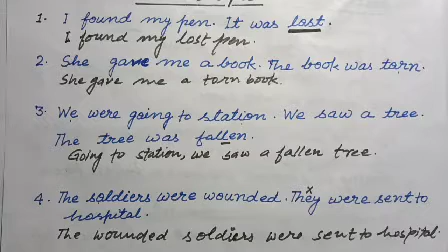 1. I found my pen. It was lost.
I found my lost pen.
2. She gave me a book. The book was torn.
She gave me a torn book.
3. We were going to station. We saw a tree.
The tree was fallen.
Going to station, we saw a fallen tree.
x
4. The soldiers were wounded. They were sent to
hospital.
The wounded soldiers were sent to hospital.